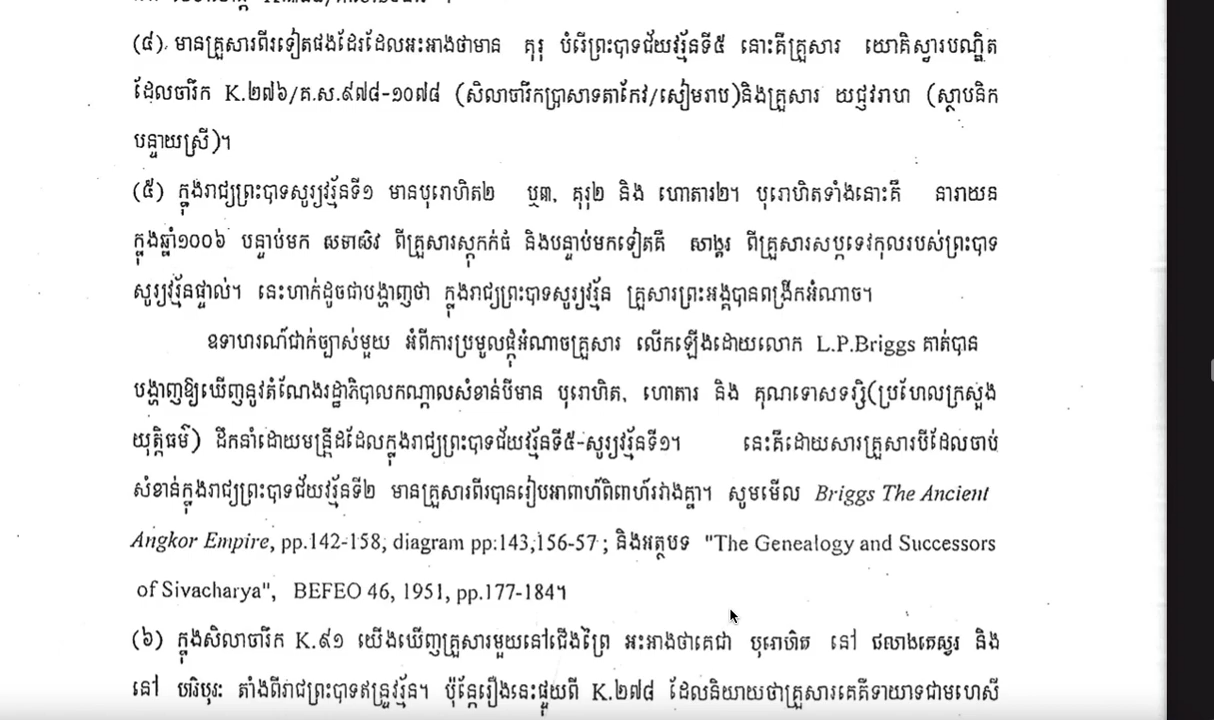 (៤). មានគ្រួសារពីរទៀតផងដែរដែលអះអាងថាមាន គុរុ បំរើព្រះបាទជ័យវរ្ម័នទី៥ នោះគឺគ្រួសារ យោគិស្វារបណ្ឌិត
ដែលចារឹក K.២៧៦/គ.ស.៩៧៨-១០៧៨ (សិលាចារឹកប្រាសាទតាកែវ/សៀមរាប)និងគ្រួសារ យជ្ញវរាហ (ស្ថាបនិក
បន្ទាយស្រី)។
(៥) ក្នុងរាជ្យព្រះបាទសូរ្យវរ្ម័នទី១ មានបុរោហិត២ ឬ៣, គុរុ២ និង ហោតារ២។ បុរោហិតទាំងនោះគឺ នារាយន
ក្នុងឆ្នាំ១០០៦ បន្ទាប់មក សទាសិវ ពីគ្រួសារស្តុកក់ធំ និងបន្ទាប់មកទៀតគឺ សង្ករ ពីគ្រួសារសប្តទេវកុលរបស់ព្រះបាទ
សូរ្យវរ្ម័នផ្ទាល់។ នេះហាក់ដូចជាបង្ហាញថា ក្នុងរាជ្យព្រះបាទសូរ្យវរ្ម័ន គ្រួសារព្រះអង្គបានពង្រីកអំណាច។
ឧទាហរណ៍ជាក់ច្បាស់មួយ អំពីការប្រមូលផ្តុំអំណាចគ្រួសារ លើកឡើងដោយលោក L.P.Briggs គាត់បាន
បង្ហាញឱ្យឃើញនូវតំណែងរដ្ឋាភិបាលកណ្តាលសំខាន់បីមាន បុរោហិត, ហោតារ និង គុណទោសទរ្សិ(ប្រហែលក្រសួង
យុត្តិធម៌) ដឹកនាំដោយមន្ត្រីដដែលក្នុងរាជ្យព្រះបាទជ័យវរ្ម័នទី៥-សូរ្យវរ្ម័នទី១។ នេះគឺដោយសារគ្រួសារបីដែលចាប់
សំខាន់ក្នុងរាជ្យព្រះបាទជ័យវរ្ម័នទី២ មានគ្រួសារពីរបានរៀបអាពាហ៍ពិពាហ៍រវាងគ្នា។ សូមមើល Briggs The Ancient
Angkor Empire, pp.142-158; diagram pp:143,156-57 ; និងអត្ថបទ "The Genealogy and Successors
of Sivacharya", BEFEO 46, 1951, pp.177-184។
(៦) ក្នុងសិលាចារឹក K.៩១ យើងឃើញគ្រួសារមួយនៅជើងព្រៃ អះអាងថាគេជា បុរោហិត នៅ និង
នៅ តាំងពីរាជព្រះបាទឥន្ទ្រវរ្ម័ន។ ប៉ុន្តែរឿងនេះផ្ទុយពី K.២៧៨ ដែលនិយាយថាគ្រួសារគេគឺទាយាទជាមហេសី